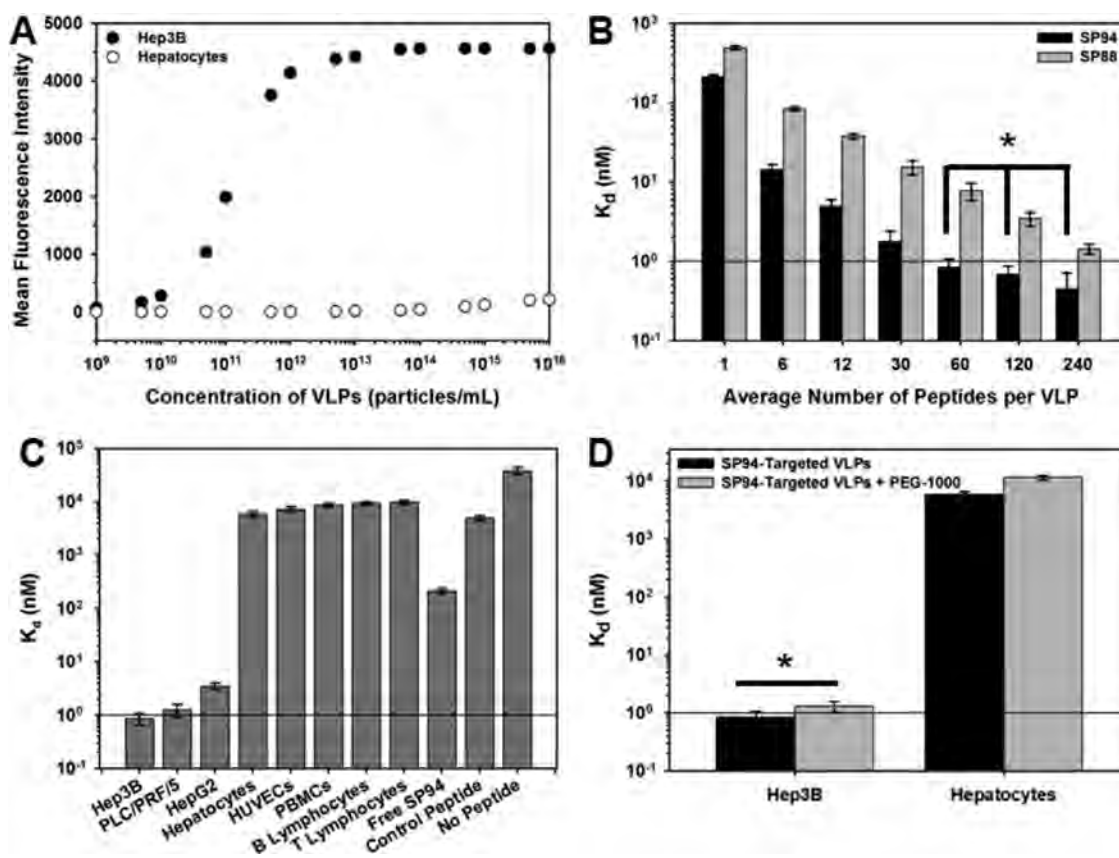 A
Hep3B
Hepatocytes
5000
4000
3000
2000
1000
0
Mean Fluorescence Intensity
10⁹ 10¹⁰ 10¹¹ 10¹² 10¹³ 10¹⁴ 10¹⁵ 10¹⁶
Concentration of VLPs (particles/mL)
B
SP94
SP88
10³
10²
10¹
10⁰
10⁻¹
Kd (nM)
*
1 6 12 30 60 120 240
Average Number of Peptides per VLP
C
10⁵
10⁴
10³
10²
10¹
10⁰
10⁻¹
Kd (nM)
Hep3B
PLC/PRF/5
HepG2
Hepatocytes
HUVECs
PBMCs
B Lymphocytes
T Lymphocytes
Free SP94
Control Peptide
No Peptide
D
SP94-Targeted VLPs
SP94-Targeted VLPs + PEG-1000
10⁴
10³
10²
10¹
10⁰
10⁻¹
Kd (nM)
*
Hep3B Hepatocytes